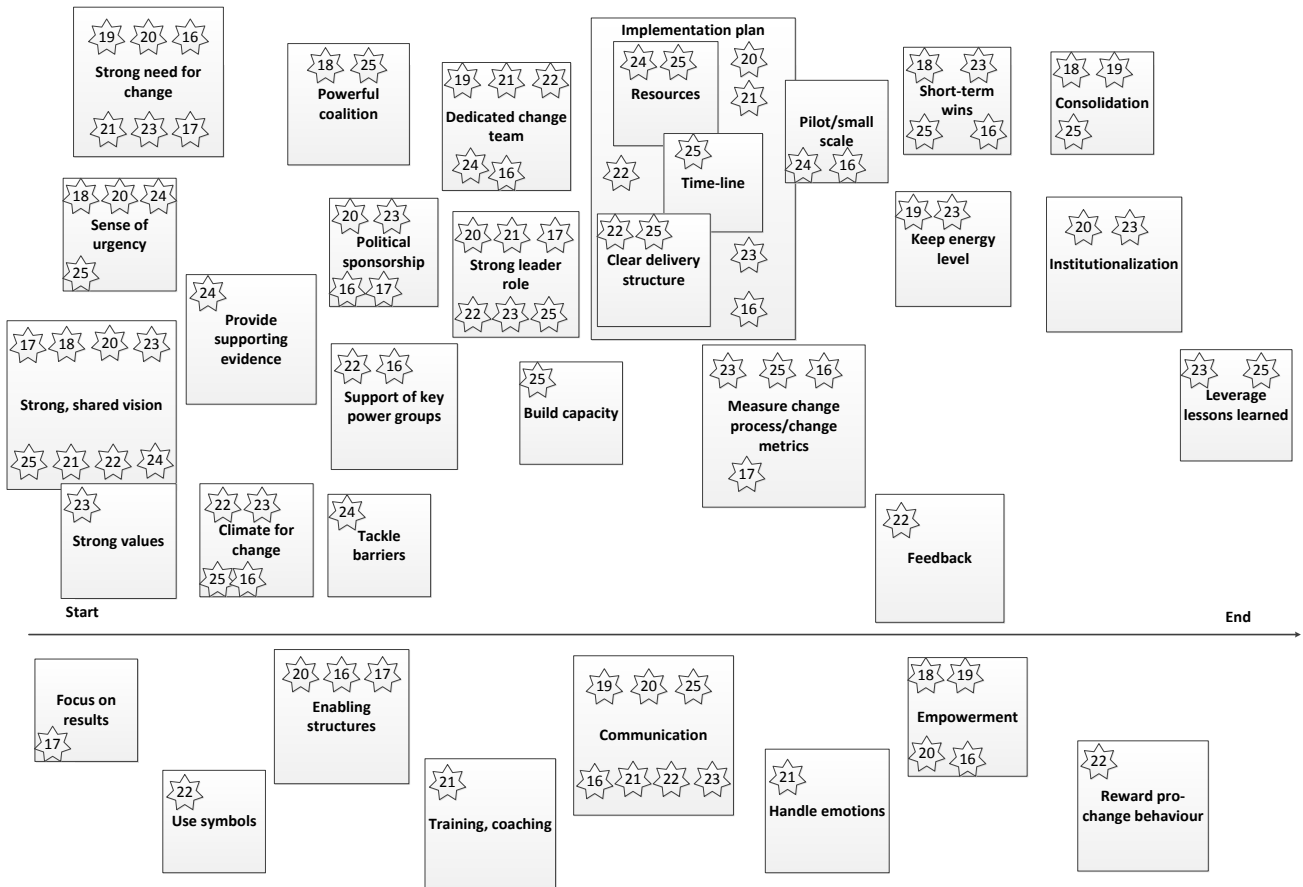 19 20 16
Strong need for
change
21 23 17
18 25
Powerful
coalition
19 21 22
Dedicated change
team
24 16
Implementation plan
24 25
Resources
20
21
25
Time-line
22
22 25
Clear delivery
structure
23
16
Pilot/small
scale
24 16
18 23
Short-term
wins
25 16
18 19
Consolidation
25
18 20 24
Sense of
urgency
25
20 23
Political
sponsorship
16 17
20 21 17
Strong leader
role
22 23 25
19 23
Keep energy
level
20 23
Institutionalization
24
Provide
supporting
evidence
17 18 20 23
Strong, shared vision
25 21 22 24
22 16
Support of key
power groups
25
Build capacity
23 25 16
Measure change
process/change
metrics
17
23 25
Leverage
lessons learned
23
Strong values
22 23
Climate for
change
25 16
24
Tackle
barriers
22
Feedback
Start
End
Focus on
results
17
22
Use symbols
20 16 17
Enabling
structures
21
Training, coaching
19 20 25
Communication
16 21 22 23
21
Handle emotions
18 19
Empowerment
20 16
22
Reward pro-
change behaviour